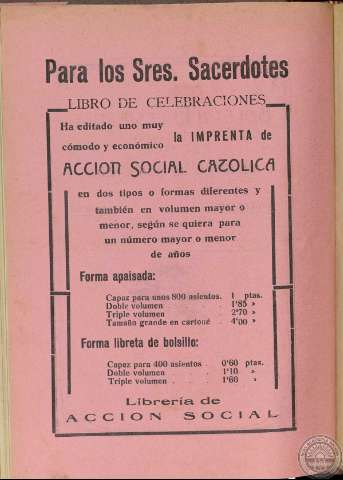 Para los Sres. Sacerdotes
LIBRO DE CELEBRACIONES
Ha editado uno muy
cómodo y económico la IMPRENTA de
ACCION SOCIAL CATOLICA
en dos tipos o formas diferentes y
también en volumen mayor o
menor, según se quiera para
un número mayor o menor
de años
Forma apaisada:
Capaz para unos 800 asientos. 1 ptas.
Doble volumen . 1'85 »
Triple volumen . 2'70 »
Tamaño grande en cartoné . 4'00 »
Forma libreta de bolsillo:
Capaz para 400 asientos . 0'60 ptas.
Doble volumen . . . 1'10 »
Triple volumen . . . 1'60 »
Librería de
ACCION SOCIAL